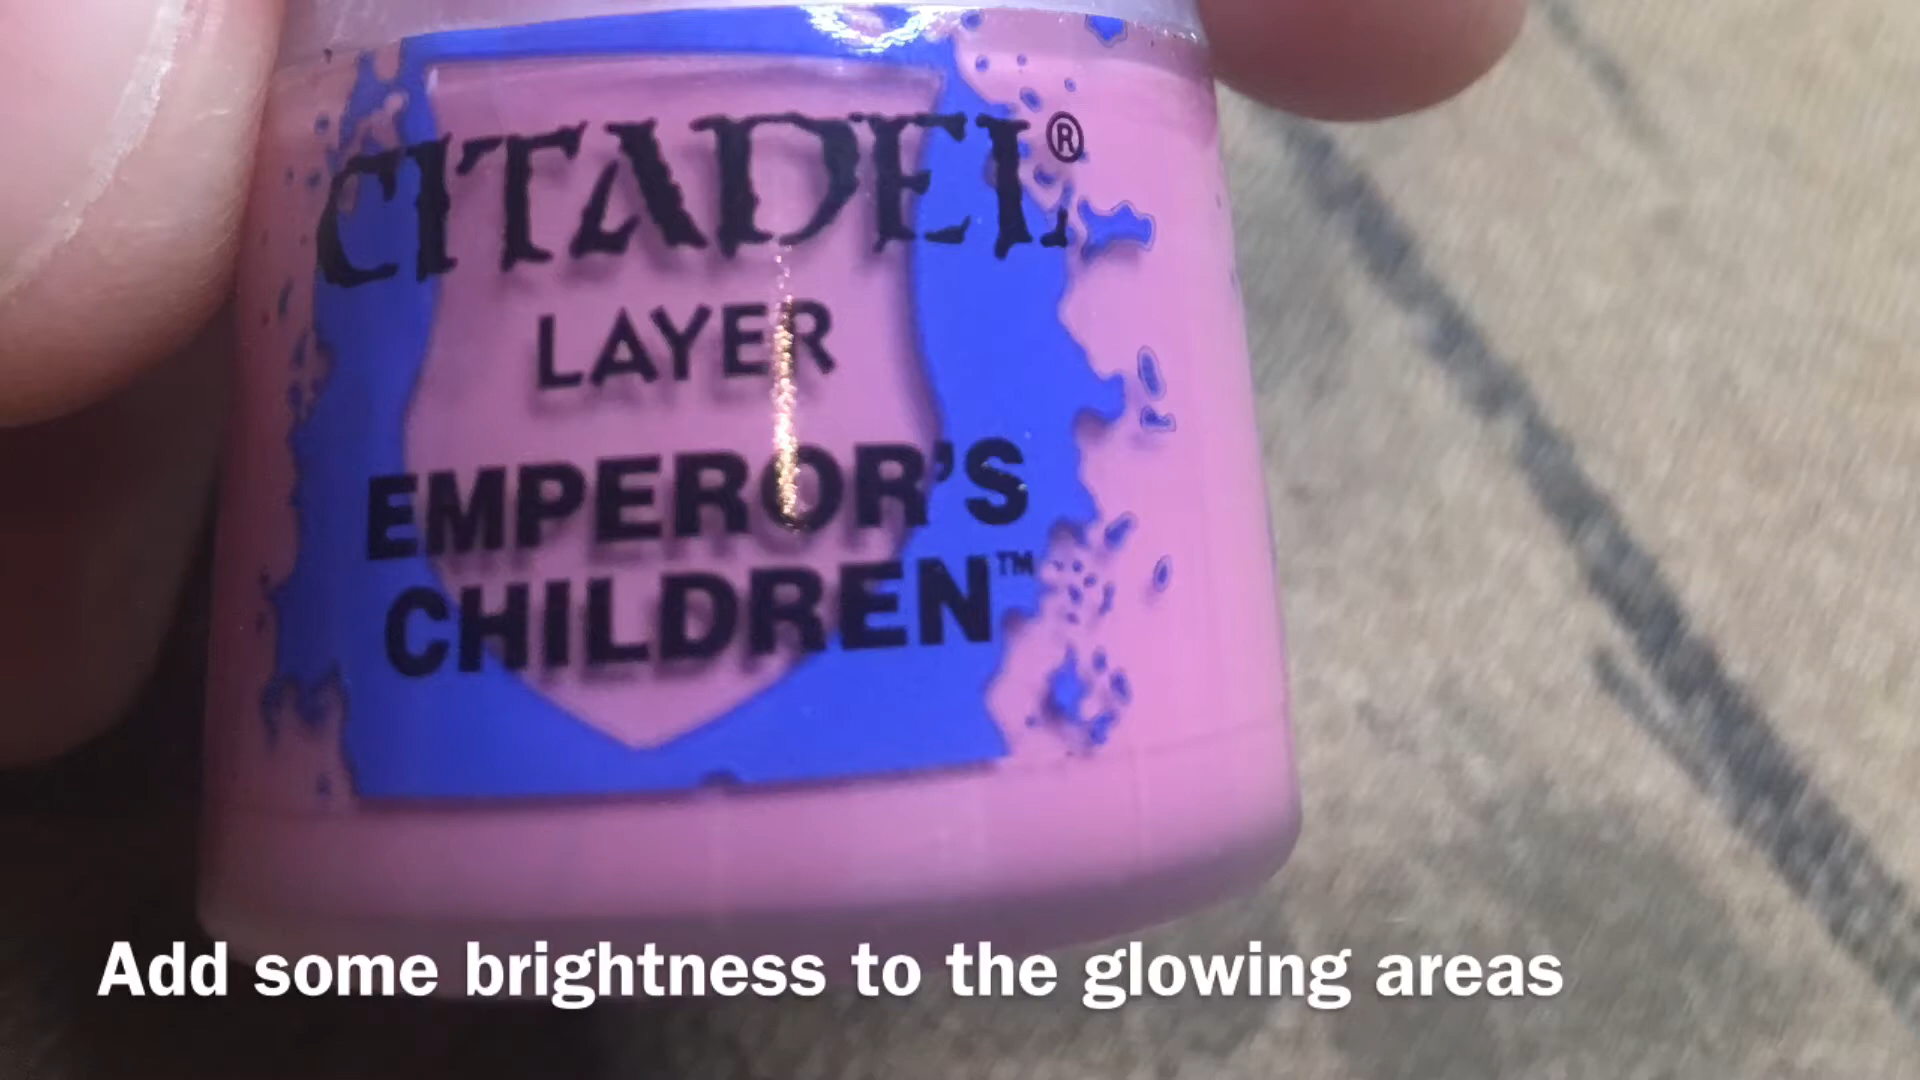 CITADEL®
LAYER
EMPEROR'S
CHILDREN™
Add some brightness to the glowing areas